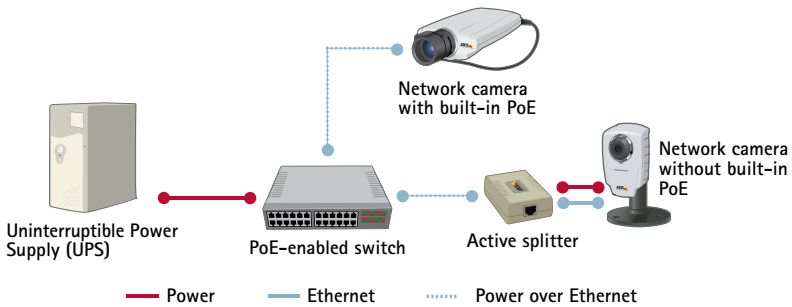 Network camera
with built-in PoE
Network camera
without built-in
PoE
Uninterruptible Power
Supply (UPS)
PoE-enabled switch
Active splitter
Power
Ethernet
Power over Ethernet